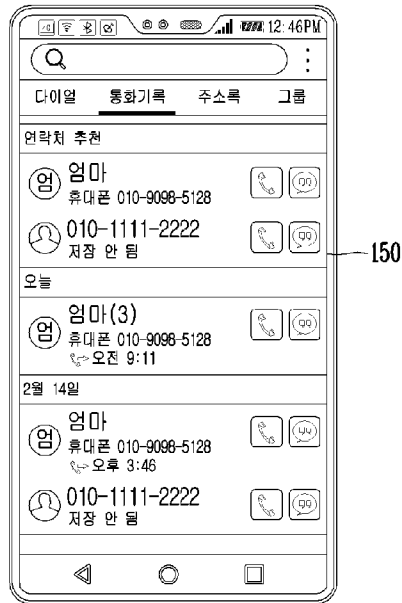 12:46PM
다이얼 통화기록 주소록 그룹
연락처 추천
엄 엄마
휴대폰 010-9098-5128
010-1111-2222
저장 안 됨
150
오늘
엄 엄마(3)
휴대폰 010-9098-5128
오전 9:11
2월 14일
엄 엄마
휴대폰 010-9098-5128
오후 3:46
010-1111-2222
저장 안 됨